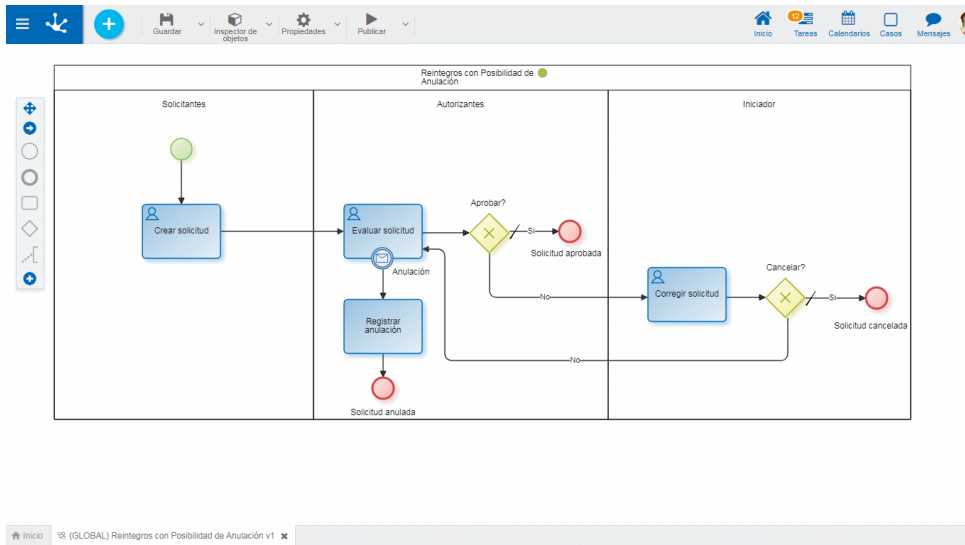 Guardar
Inspector de
objetos
Propiedades
Publicar
Inicio
12
Tareas
Calendarios
Casos
Mensajes
Reintegros con Posibilidad de
Anulación
Solicitantes
Autorizantes
Iniciador
Crear solicitud
Evaluar solicitud
Anulación
Aprobar?
Si
Solicitud aprobada
No
Corregir solicitud
Cancelar?
Si
Solicitud cancelada
No
Registrar
anulación
Solicitud anulada
Inicio
(GLOBAL) Reintegros con Posibilidad de Anulación v1